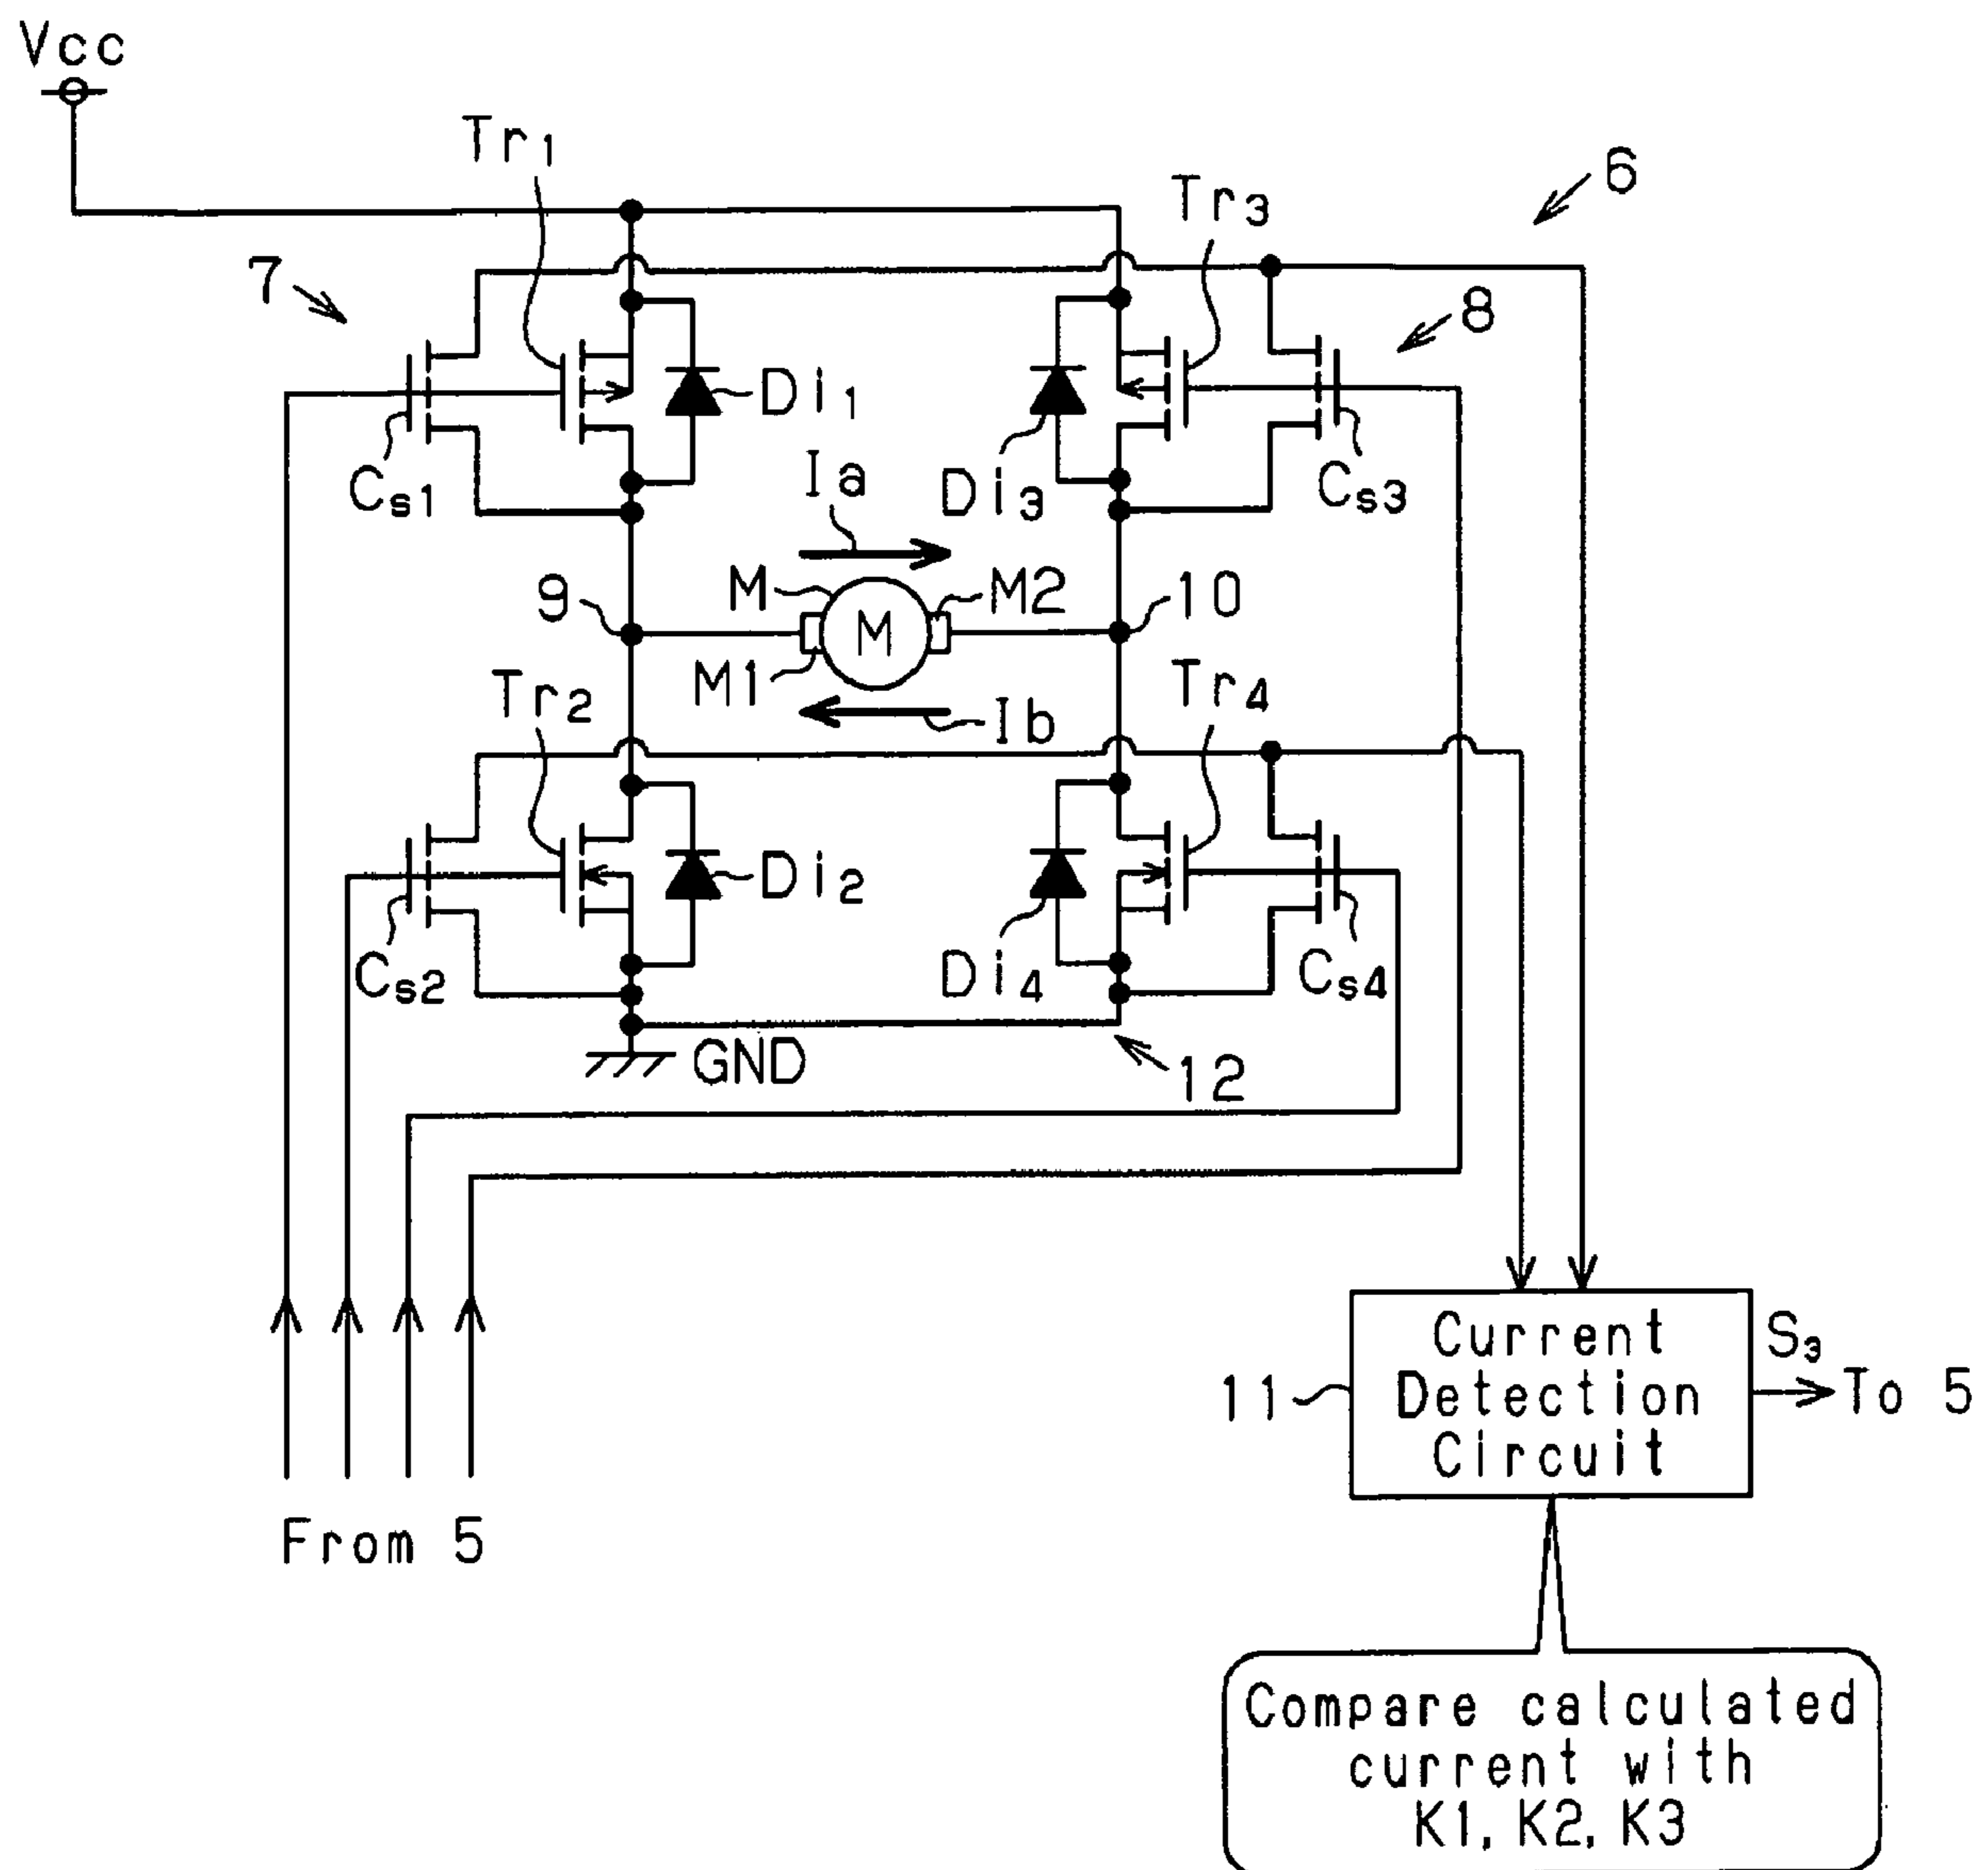 Vcc
Tr1
Tr3
6
7
8
Di1
Cs1
Ia
Di3
Cs3
9
M
M2
10
M
M1
Tr2
Tr4
Ib
Di2
Cs2
Di4
Cs4
GND
12
Current
Detection
Circuit
S3
11
To 5
From 5
Compare calculated
current with
K1, K2, K3